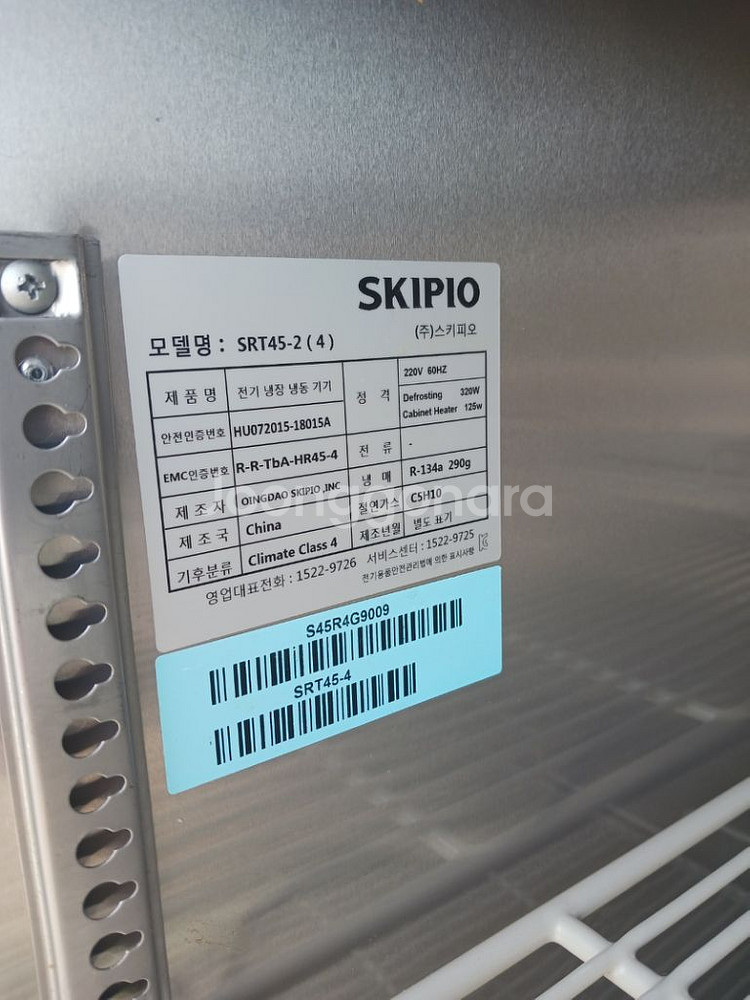 SKIPIO
(주)스키피오
모델명 : SRT45-2 ( 4 )
제 품 명 전기 냉장 냉동 기기
정 격 220V 60HZ
Defrosting 320W
Cabinet Heater 125w
안전인증번호 HU072015-18015A
전 류 -
EMC인증번호 R-R-TbA-HR45-4
냉 매 R-134a 290g
제 조 사 QINGDAO SKIPIO ,INC
절연가스 C5H10
제 조 국 China
제조년월 별도 표기
기후분류 Climate Class 4
영업대표전화 : 1522-9726 서비스센터 : 1522-9725
전기용품안전관리법에 의한 표시사항
S45R4G9009
SRT45-4
joonggonara